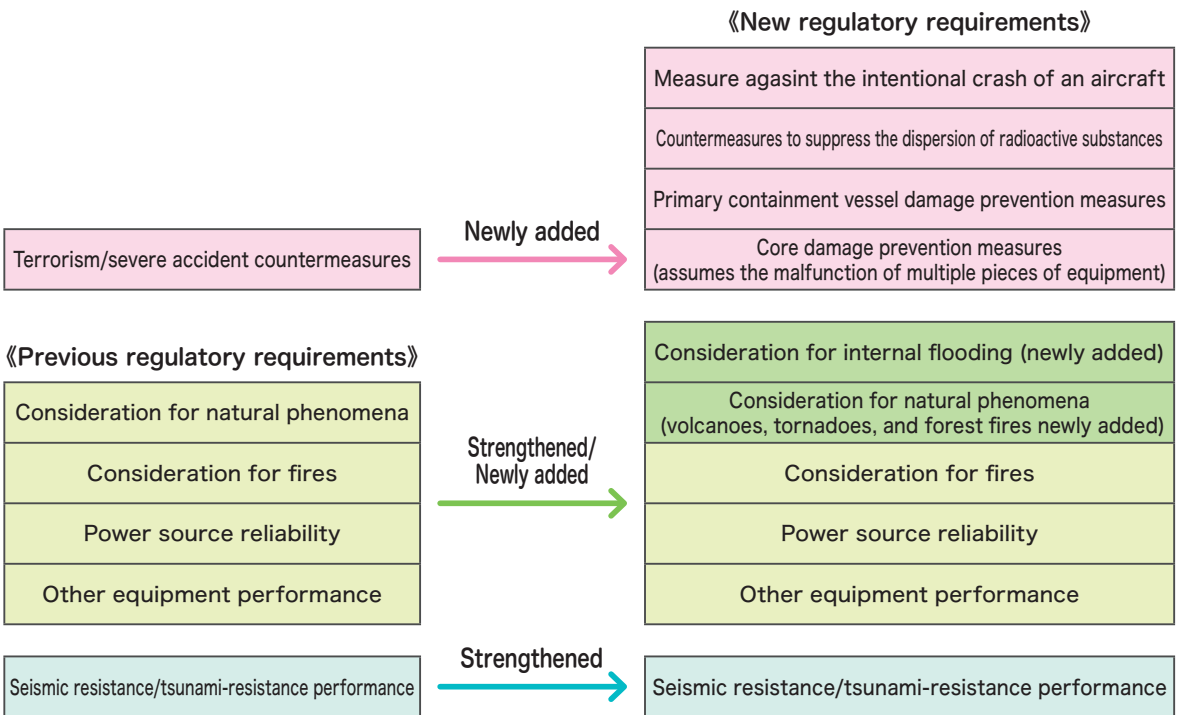 《New regulatory requirements》
Measure agasint the intentional crash of an aircraft
Countermeasures to suppress the dispersion of radioactive substances
Primary containment vessel damage prevention measures
Core damage prevention measures
(assumes the malfunction of multiple pieces of equipment)
Newly added
Terrorism/severe accident countermeasures
《Previous regulatory requirements》
Consideration for natural phenomena
Consideration for fires
Power source reliability
Other equipment performance
Strengthened/
Newly added
Consideration for internal flooding (newly added)
Consideration for natural phenomena
(volcanoes, tornadoes, and forest fires newly added)
Consideration for fires
Power source reliability
Other equipment performance
Seismic resistance/tsunami-resistance performance
Strengthened
Seismic resistance/tsunami-resistance performance